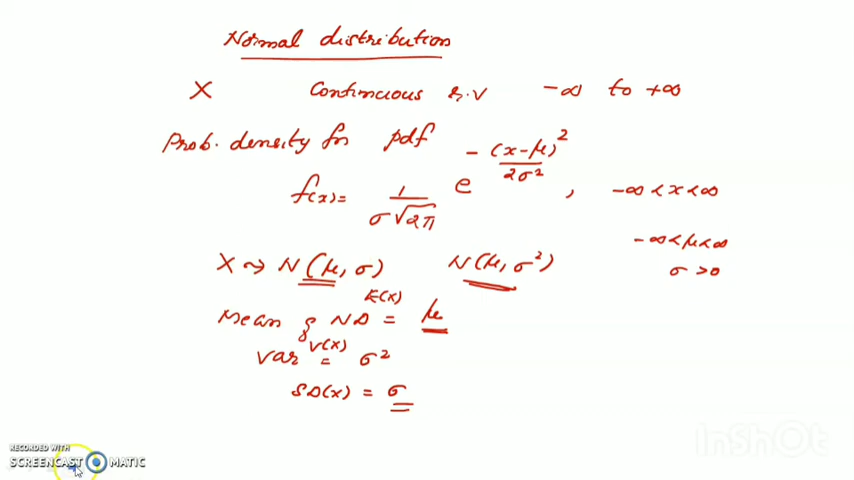 Normal distribution
X Continuous r.v -∞ to +∞
Prob. density fn pdf
f(x) = 1/(σ√2π) e^(-(x-μ)²/2σ²), -∞<x<∞
-∞<μ<∞
X ~ N(μ, σ) N(μ, σ²) σ>0
Mean of ND = E(X) μ
Var V(X) = σ²
SD(X) = σ
RECORDED WITH
SCREENCAST MATIC
InShOt